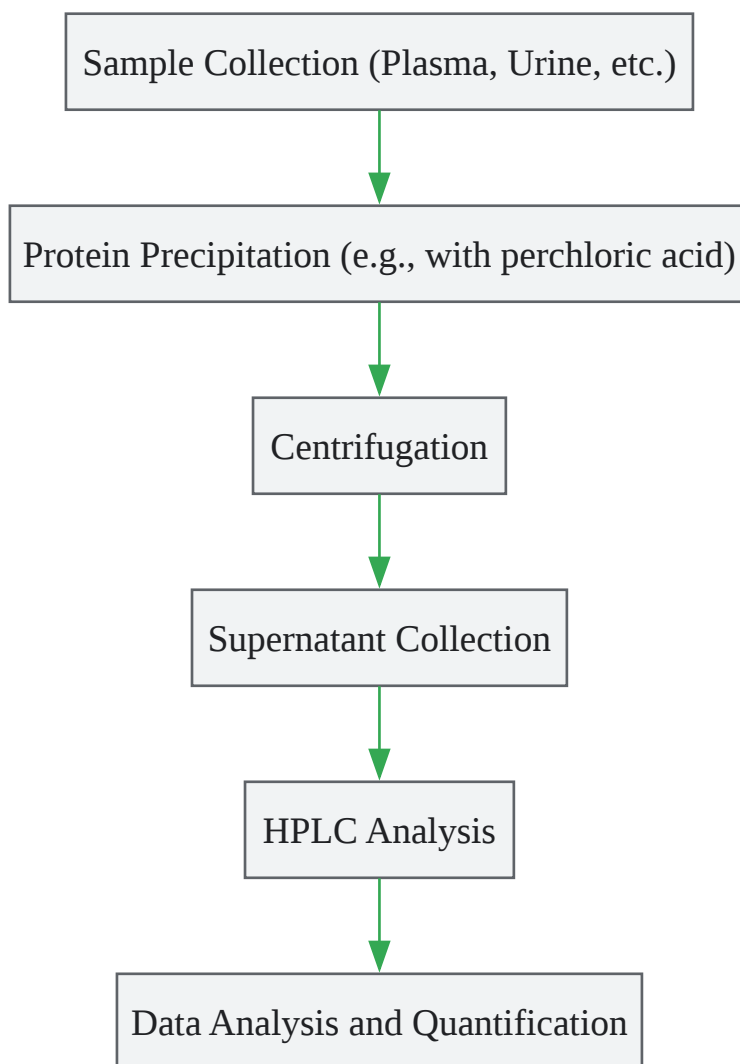 Sample Collection (Plasma, Urine, etc.)
Protein Precipitation (e.g., with perchloric acid)
Centrifugation
Supernatant Collection
HPLC Analysis
Data Analysis and Quantification